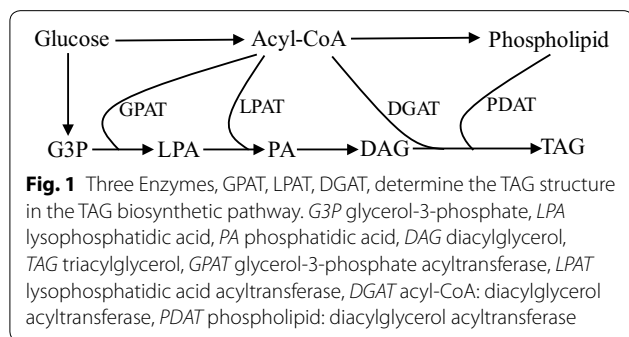 Glucose Acyl-CoA Phospholipid
GPAT LPAT DGAT PDAT
G3P LPA PA DAG TAG
Fig. 1 Three Enzymes, GPAT, LPAT, DGAT, determine the TAG structure
in the TAG biosynthetic pathway. G3P glycerol-3-phosphate, LPA
lysophosphatidic acid, PA phosphatidic acid, DAG diacylglycerol,
TAG triacylglycerol, GPAT glycerol-3-phosphate acyltransferase, LPAT
lysophosphatidic acid acyltransferase, DGAT acyl-CoA: diacylglycerol
acyltransferase, PDAT phospholipid: diacylglycerol acyltransferase